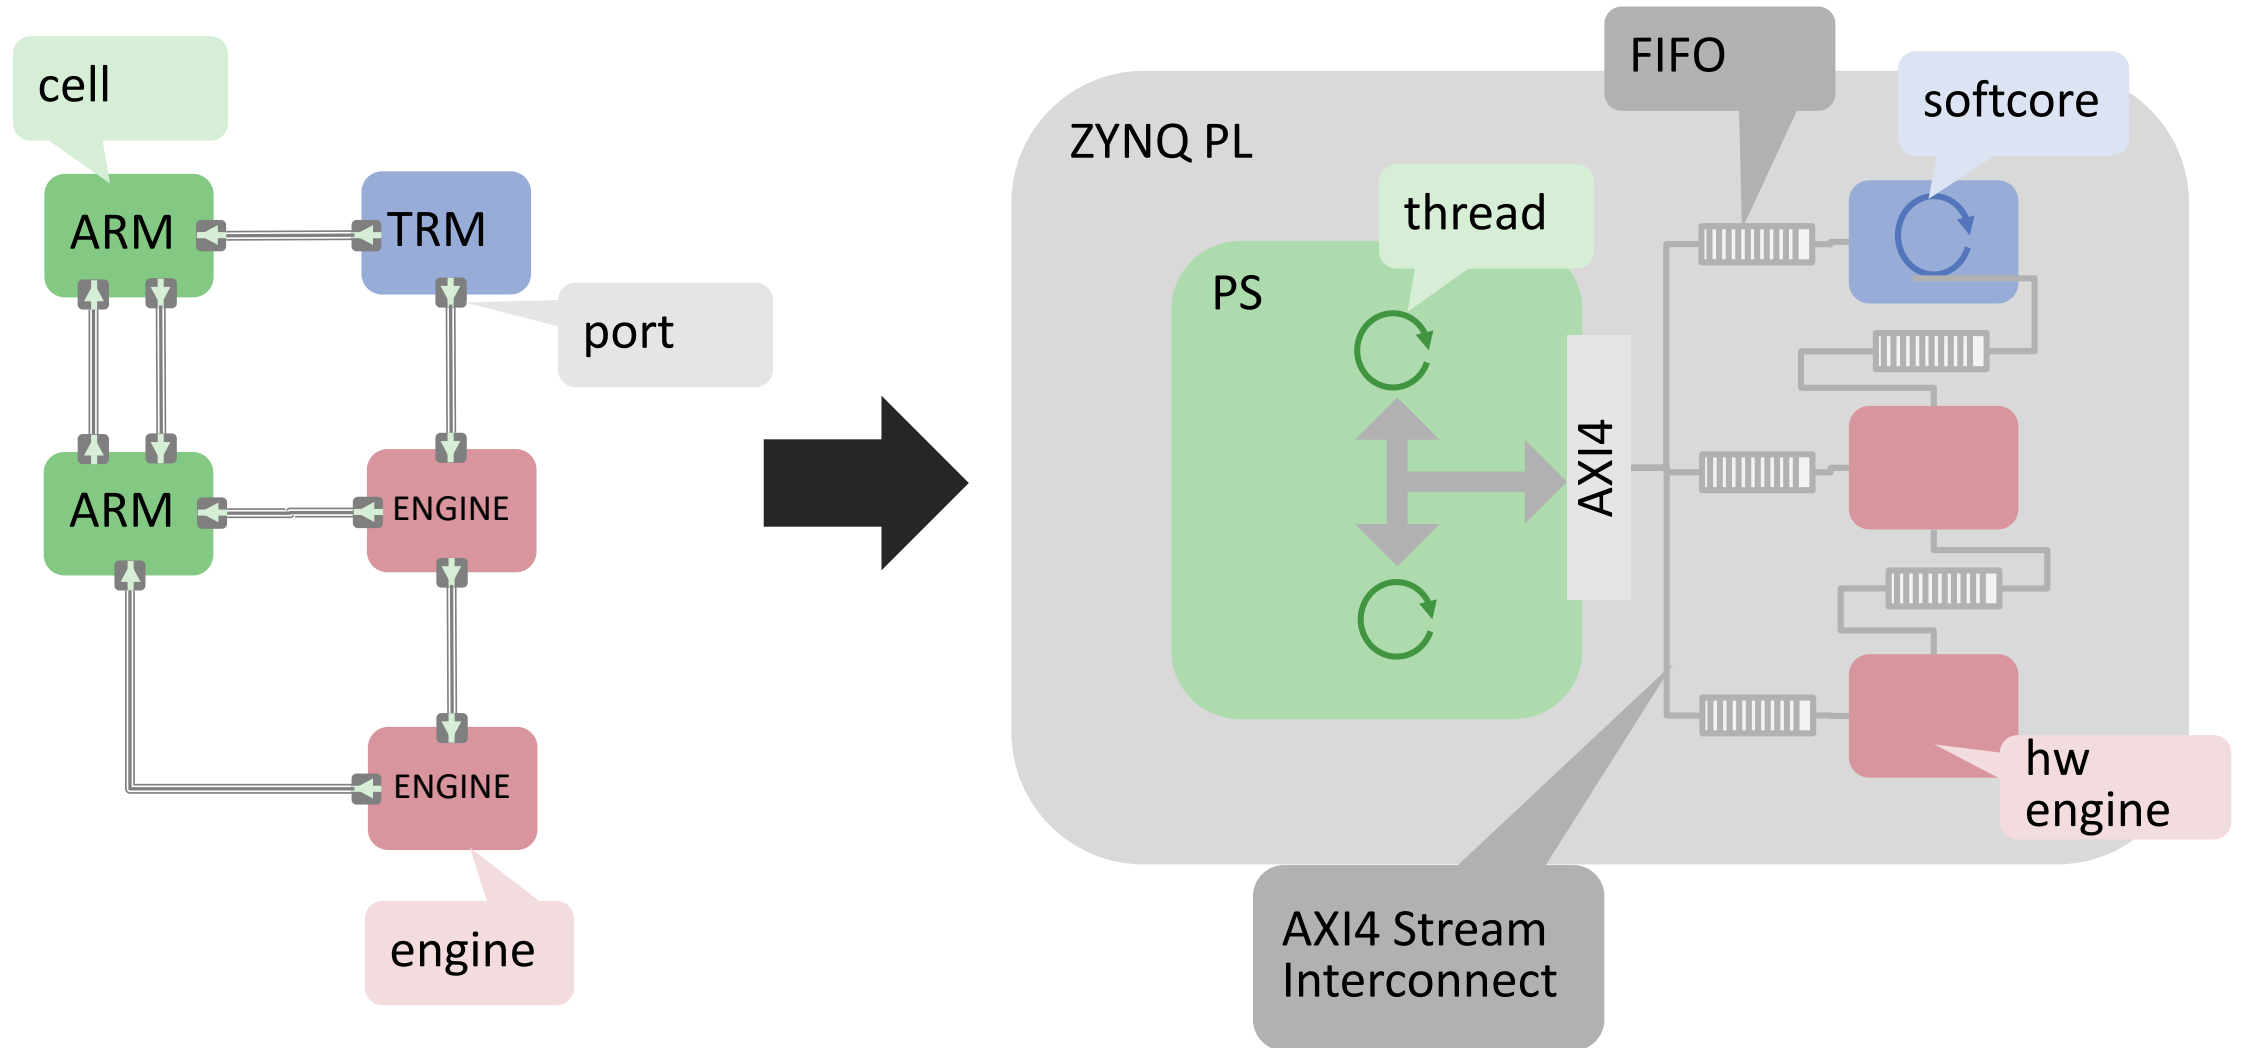 cell
ARM
TRM
port
ARM
ENGINE
ENGINE
engine
FIFO
softcore
ZYNQ PL
thread
PS
AXI4
hw
engine
AXI4 Stream
Interconnect